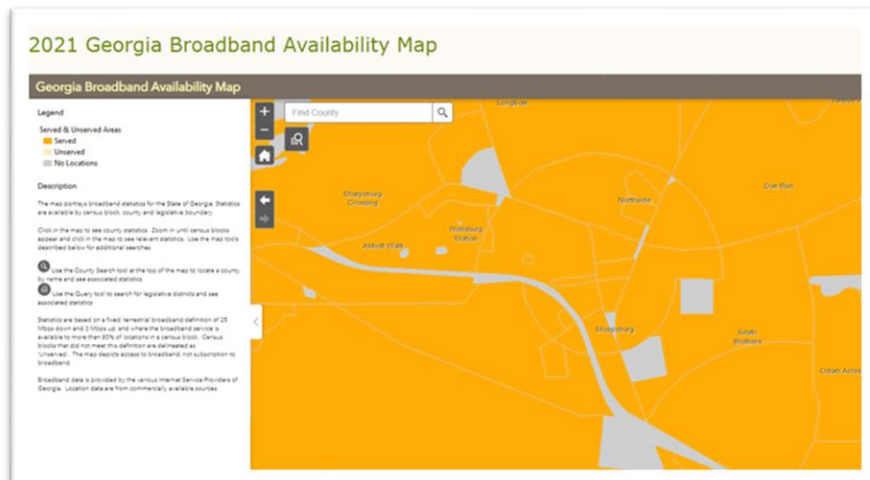 2021 Georgia Broadband Availability Map
Georgia Broadband Availability Map
Legend
Served & Unserved Areas
Served
Unserved
No Locations
Description
The map portrays broadband statistics for the State of Georgia. Statistics
are available by census block, county and legislative boundary.
Click in the map to see county statistics. Zoom in until census blocks
appear and click in the map to see relevant statistics. Use the map tools
described below for additional searches.
Use the County Search tool at the top of the map to locate a county
by name and see associated statistics
Use the Query tool to search for legislative districts and see
associated statistics
Statistics are based on a fixed, terrestrial broadband definition of 25
Mbps down and 3 Mbps up, and where the broadband service is
available to more than 80% of locations in a census block. Census
blocks that did not meet this definition are delineated as
'Unserved'. The map depicts access to broadband, not subscription to
broadband.
Broadband data is provided by the various Internet Service Providers of
Georgia. Location data are from commercially available sources.
Find County
Longbow
Sharpsburg
Crossing
Northside
Don Run
Wellsburg
Station
Abbott Walk
Sharpsburg
Smith
Brothers
Odom Acres